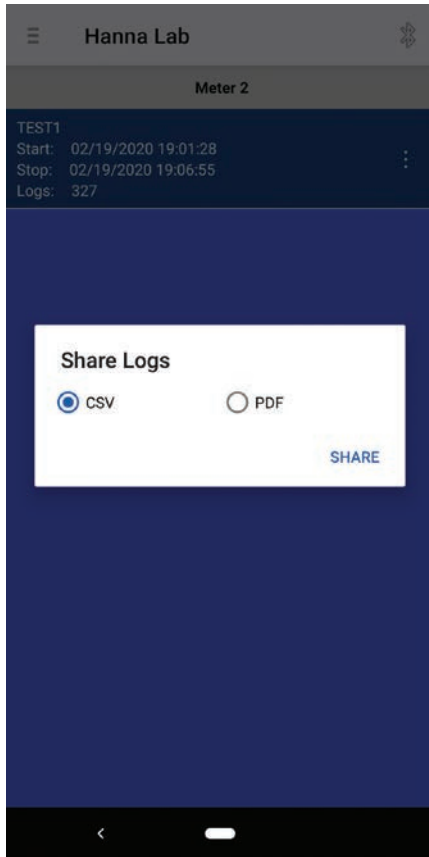 Hanna Lab
Meter 2
TEST1
Start: 02/19/2020 19:01:28
Stop: 02/19/2020 19:06:55
Logs: 327
Share Logs
CSV PDF
SHARE